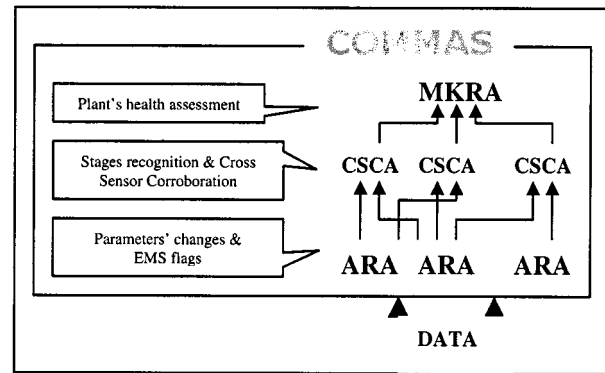 COMMAS
Plant's health assessment
MKRA
Stages recognition & Cross
Sensor Corroboration
CSCA CSCA CSCA
Parameters' changes &
EMS flags
ARA ARA ARA
DATA